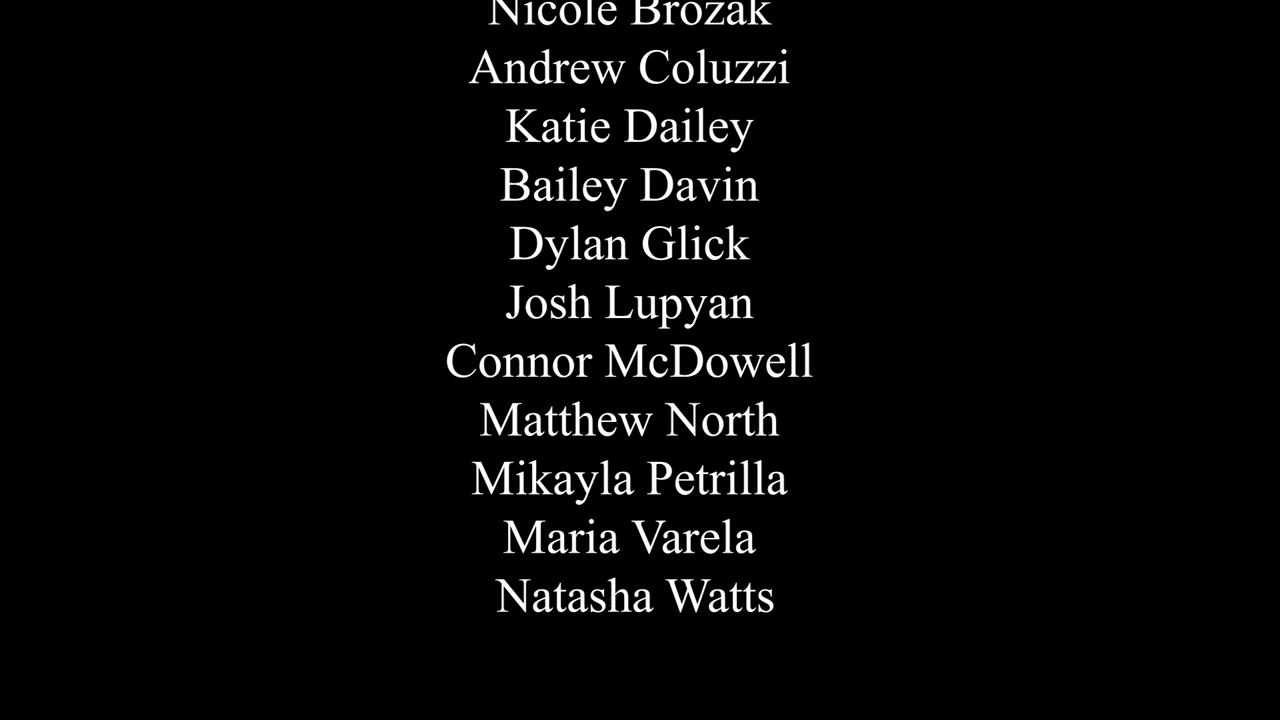 Nicole Brozak
Andrew Coluzzi
Katie Dailey
Bailey Davin
Dylan Glick
Josh Lupyan
Connor McDowell
Matthew North
Mikayla Petrilla
Maria Varela
Natasha Watts